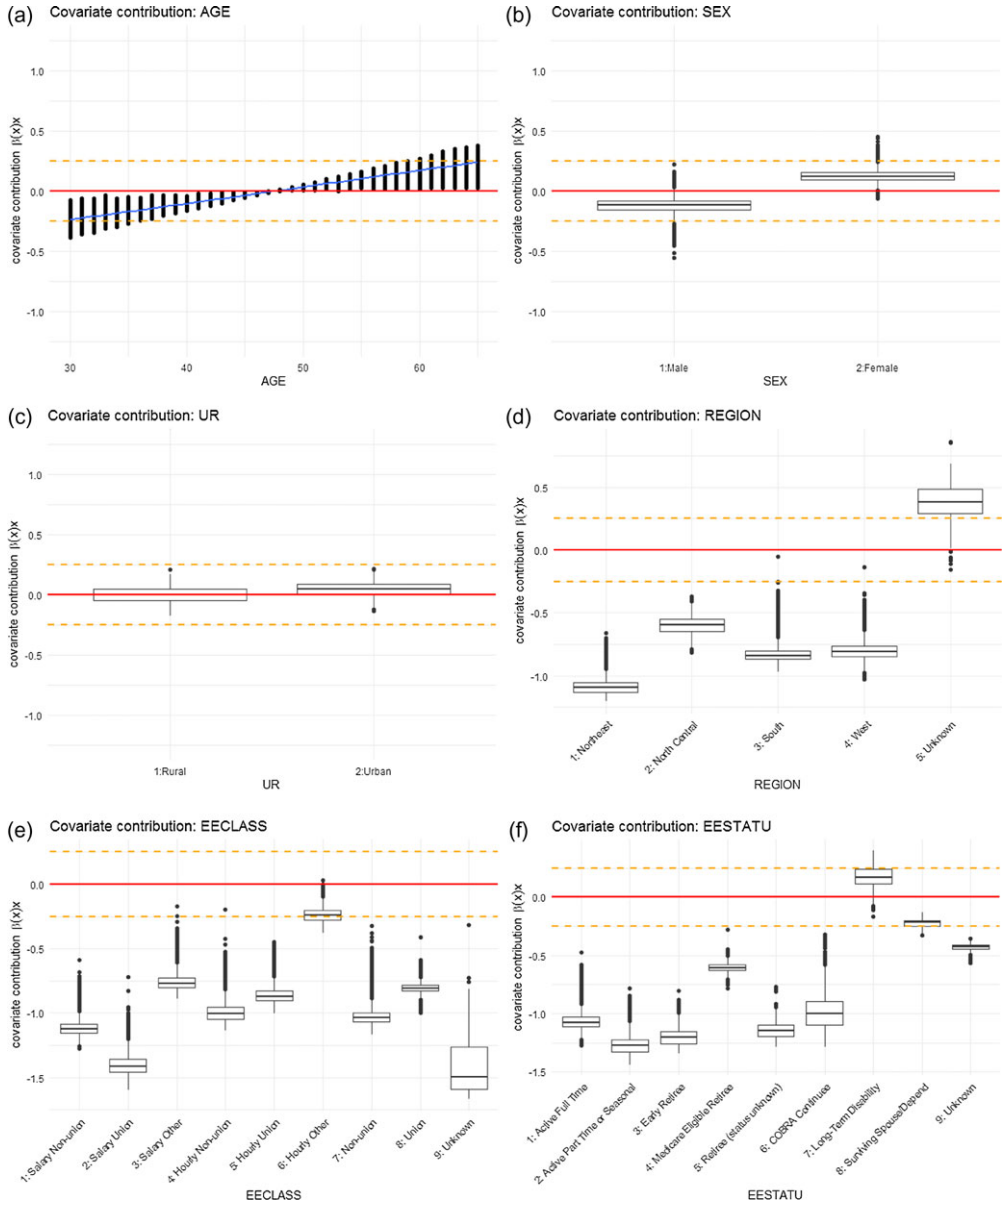 (a) Covariate contribution: AGE
covariate contribution β(x)x
1.0
0.5
0.0
-0.5
-1.0
30 40 50 60
AGE
(b) Covariate contribution: SEX
covariate contribution β(x)x
1.0
0.5
0.0
-0.5
-1.0
1:Male 2:Female
SEX
(c) Covariate contribution: UR
covariate contribution β(x)x
1.0
0.5
0.0
-0.5
-1.0
1:Rural 2:Urban
UR
(d) Covariate contribution: REGION
covariate contribution β(x)x
0.5
0.0
-0.5
-1.0
1: Northeast
2: North Central
3: South
4: West
5: Unknown
REGION
(e) Covariate contribution: EECLASS
covariate contribution β(x)x
0.0
-0.5
-1.0
-1.5
1: Salary Non-union
2: Salary Union
3: Salary Other
4 Hourly Non-union
5 Hourly Union
6: Hourly Other
7: Non-union
8: Union
9: Unknown
EECLASS
(f) Covariate contribution: EESTATU
covariate contribution β(x)x
0.0
-0.5
-1.0
-1.5
1: Active Full Time
2: Active Part Time or Seasonal
3: Early Retiree
4: Medicare Eligible Retiree
5: Retiree (status unknown)
6: COBRA Continuee
7: Long-Term Disability
8: Surviving Spouse/Depend
9: Unknown
EESTATU